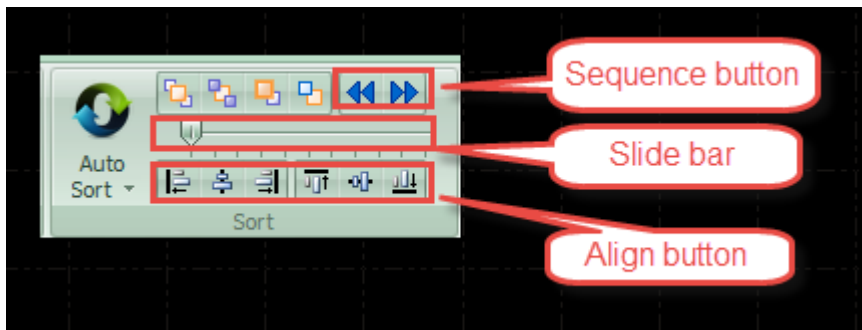 Sequence button
Slide bar
Auto
Sort
Sort
Align button